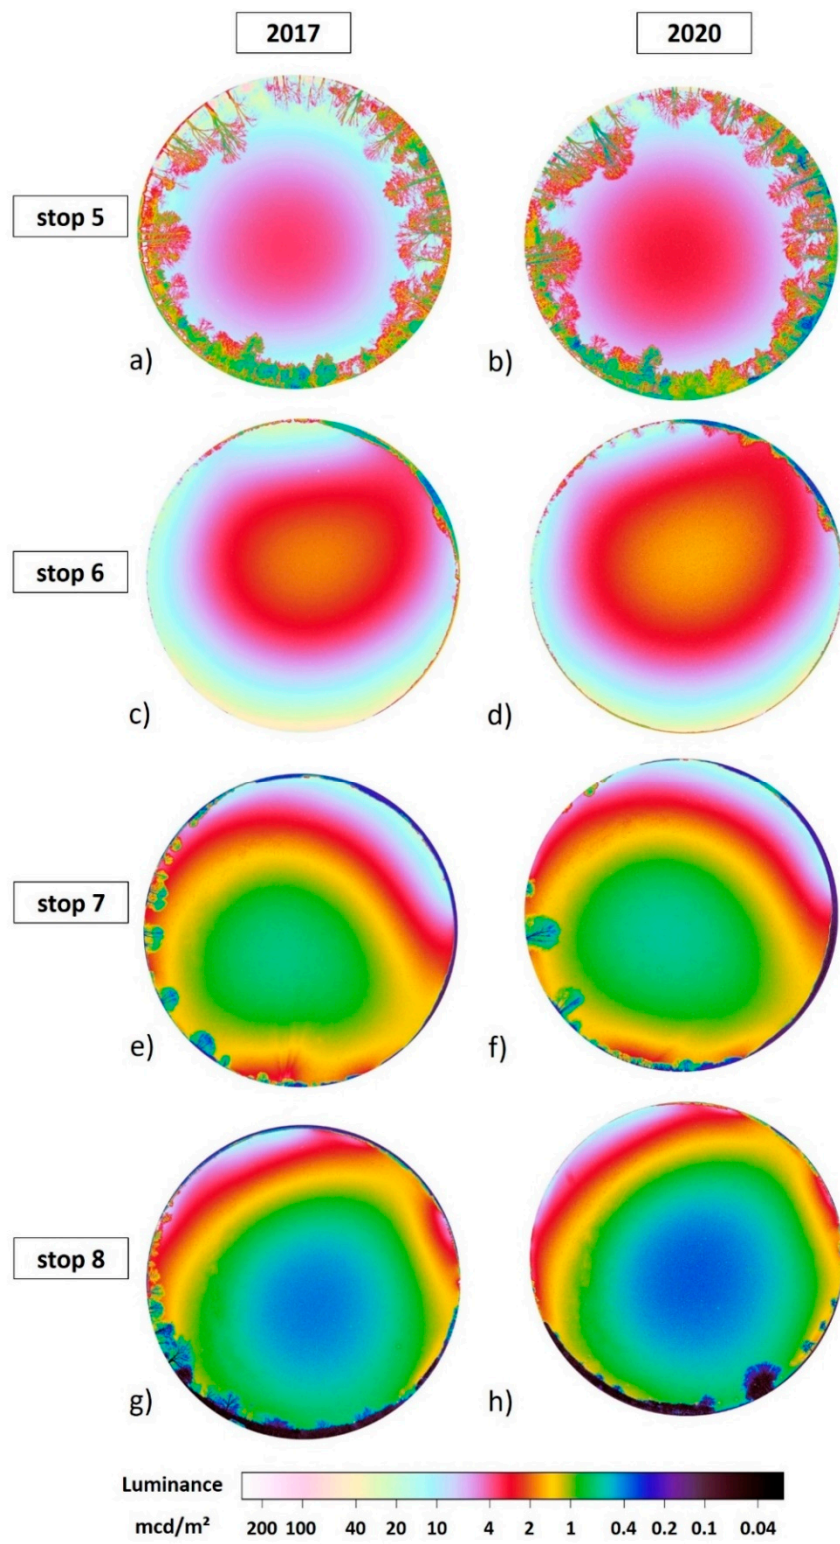 2017 2020
stop 5
a) b)
stop 6
c) d)
stop 7
e) f)
stop 8
g) h)
Luminance
mcd/m² 200 100 40 20 10 4 2 1 0.4 0.2 0.1 0.04